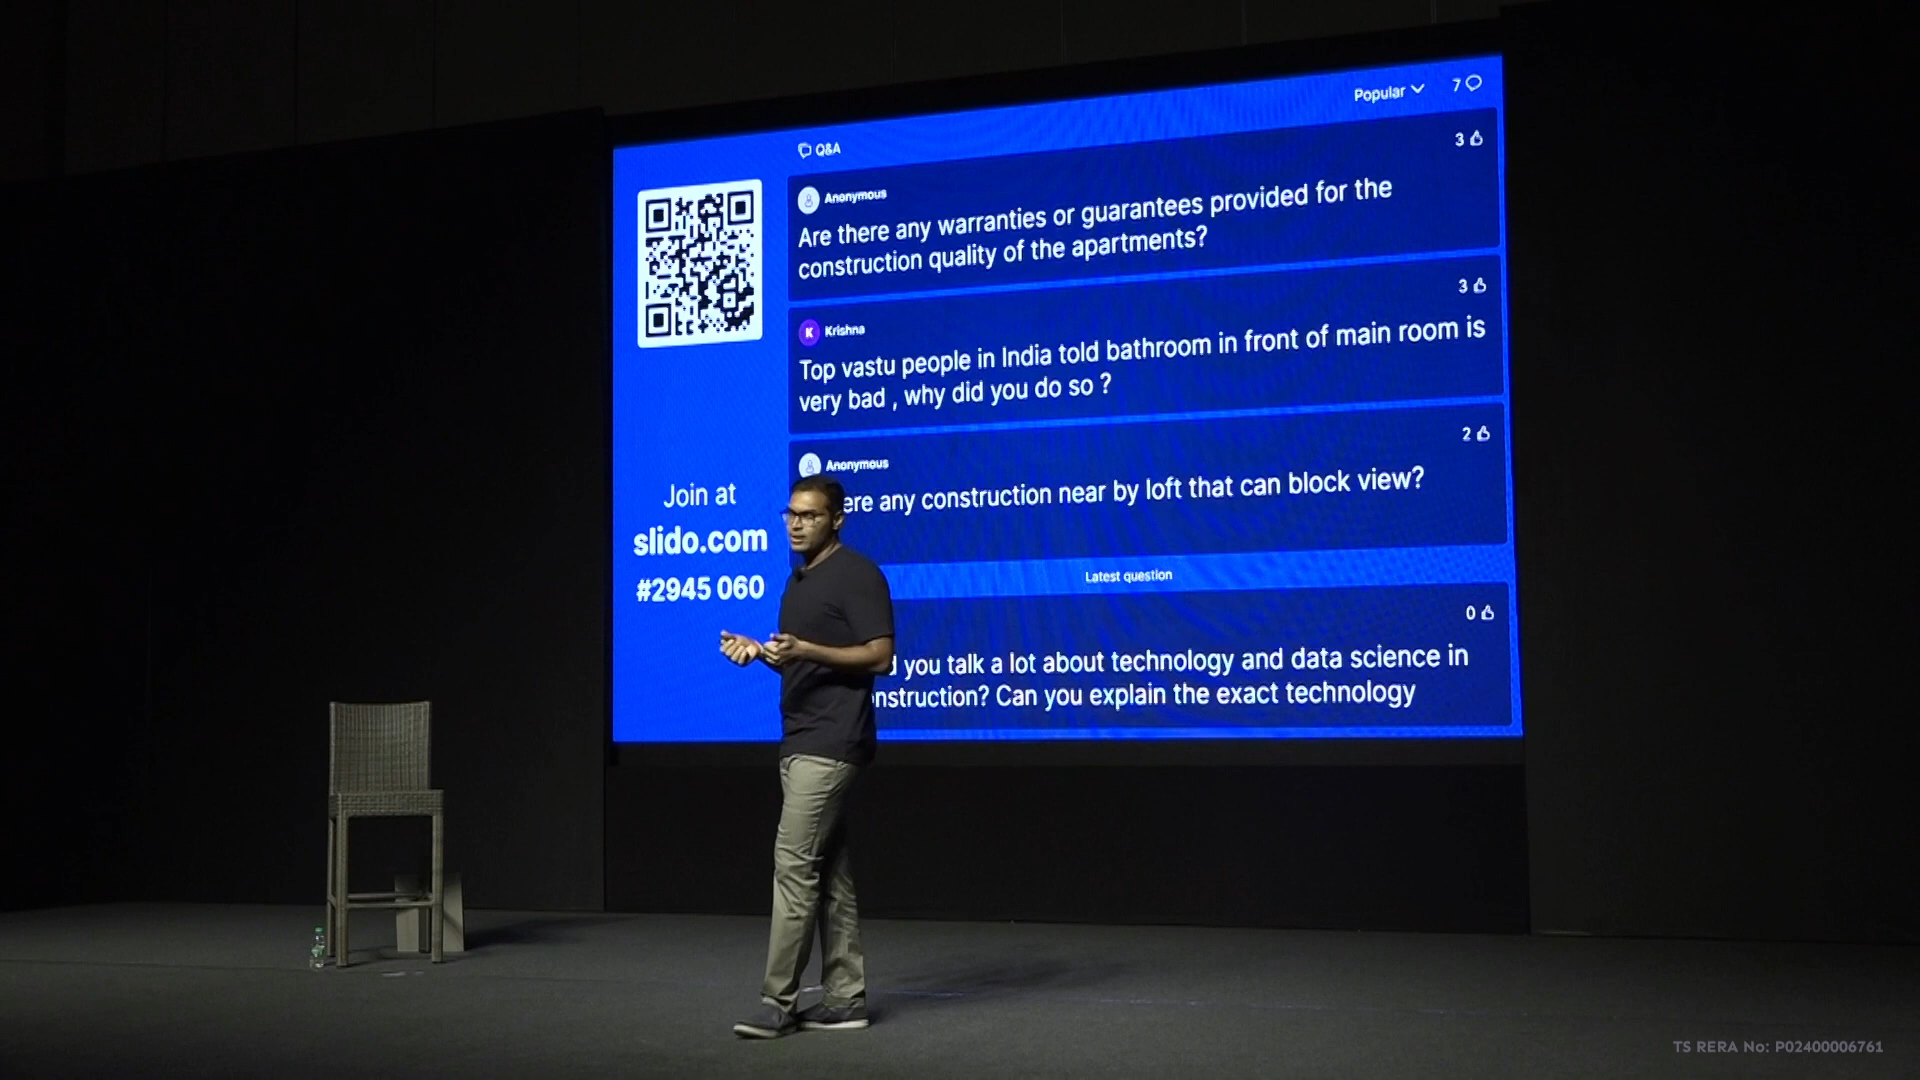 Popular 7
Q&A
3
Anonymous
Are there any warranties or guarantees provided for the
construction quality of the apartments?
3
K Krishna
Top vastu people in India told bathroom in front of main room is
very bad , why did you do so ?
2
Anonymous
any construction near by loft that can block view?
Latest question
0
you talk a lot about technology and data science in
Can you explain the exact technology
Join at
slido.com
#2945 060
TS RERA No: P02400006761